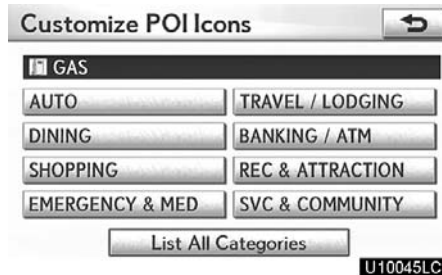 Customize POI Icons
GAS
AUTO
TRAVEL / LODGING
DINING
BANKING / ATM
SHOPPING
REC & ATTRACTION
EMERGENCY & MED
SVC & COMMUNITY
List All Categories
U10045LC